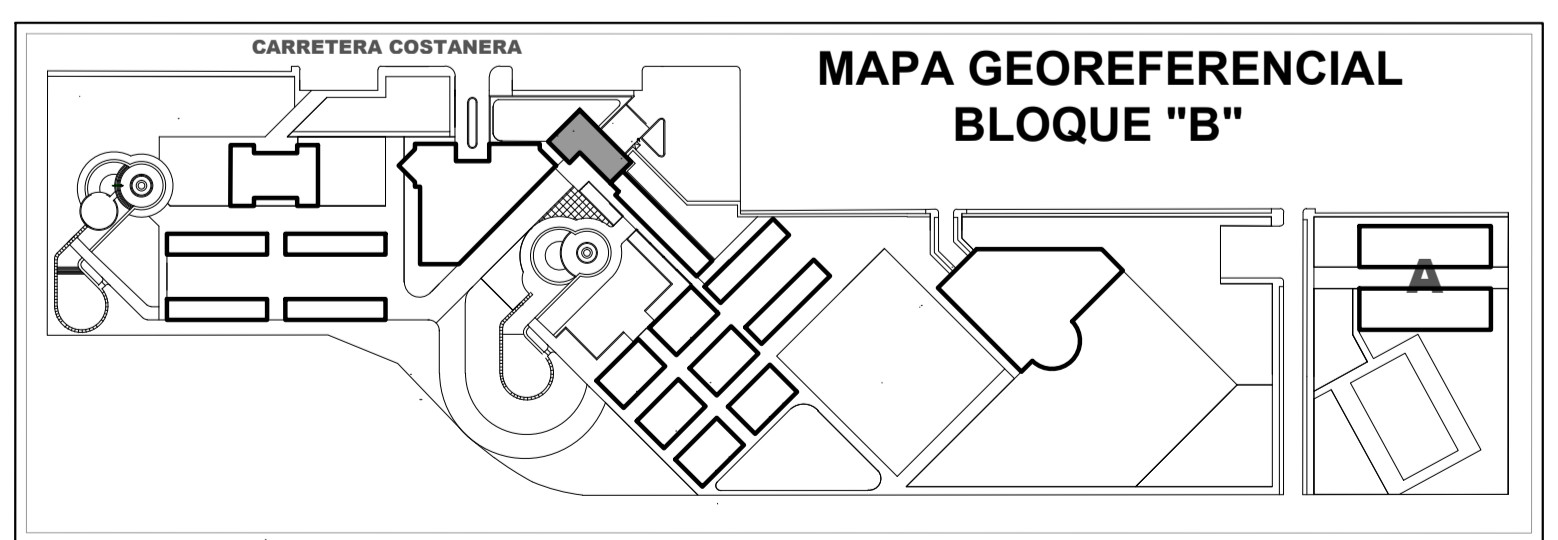 CARRETERA COSTANERA
MAPA GEOREFERENCIAL
BLOQUE "B"
A